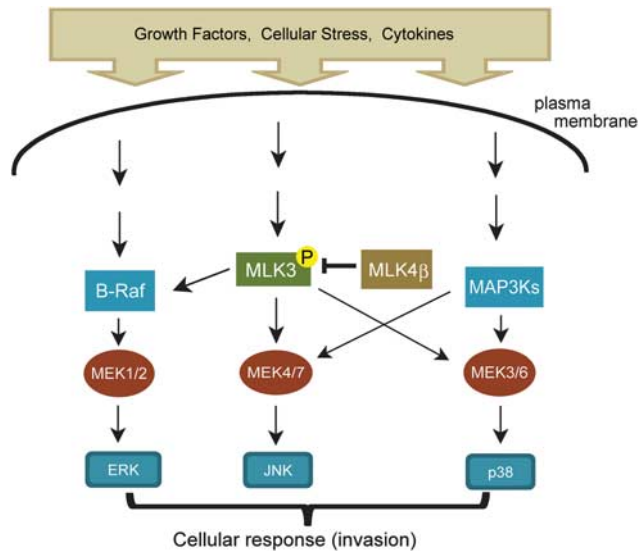 Growth Factors, Cellular Stress, Cytokines
plasma
membrane
P
MLK3
MLK4β
B-Raf
MAP3Ks
MEK1/2
MEK4/7
MEK3/6
ERK
JNK
p38
Cellular response (invasion)